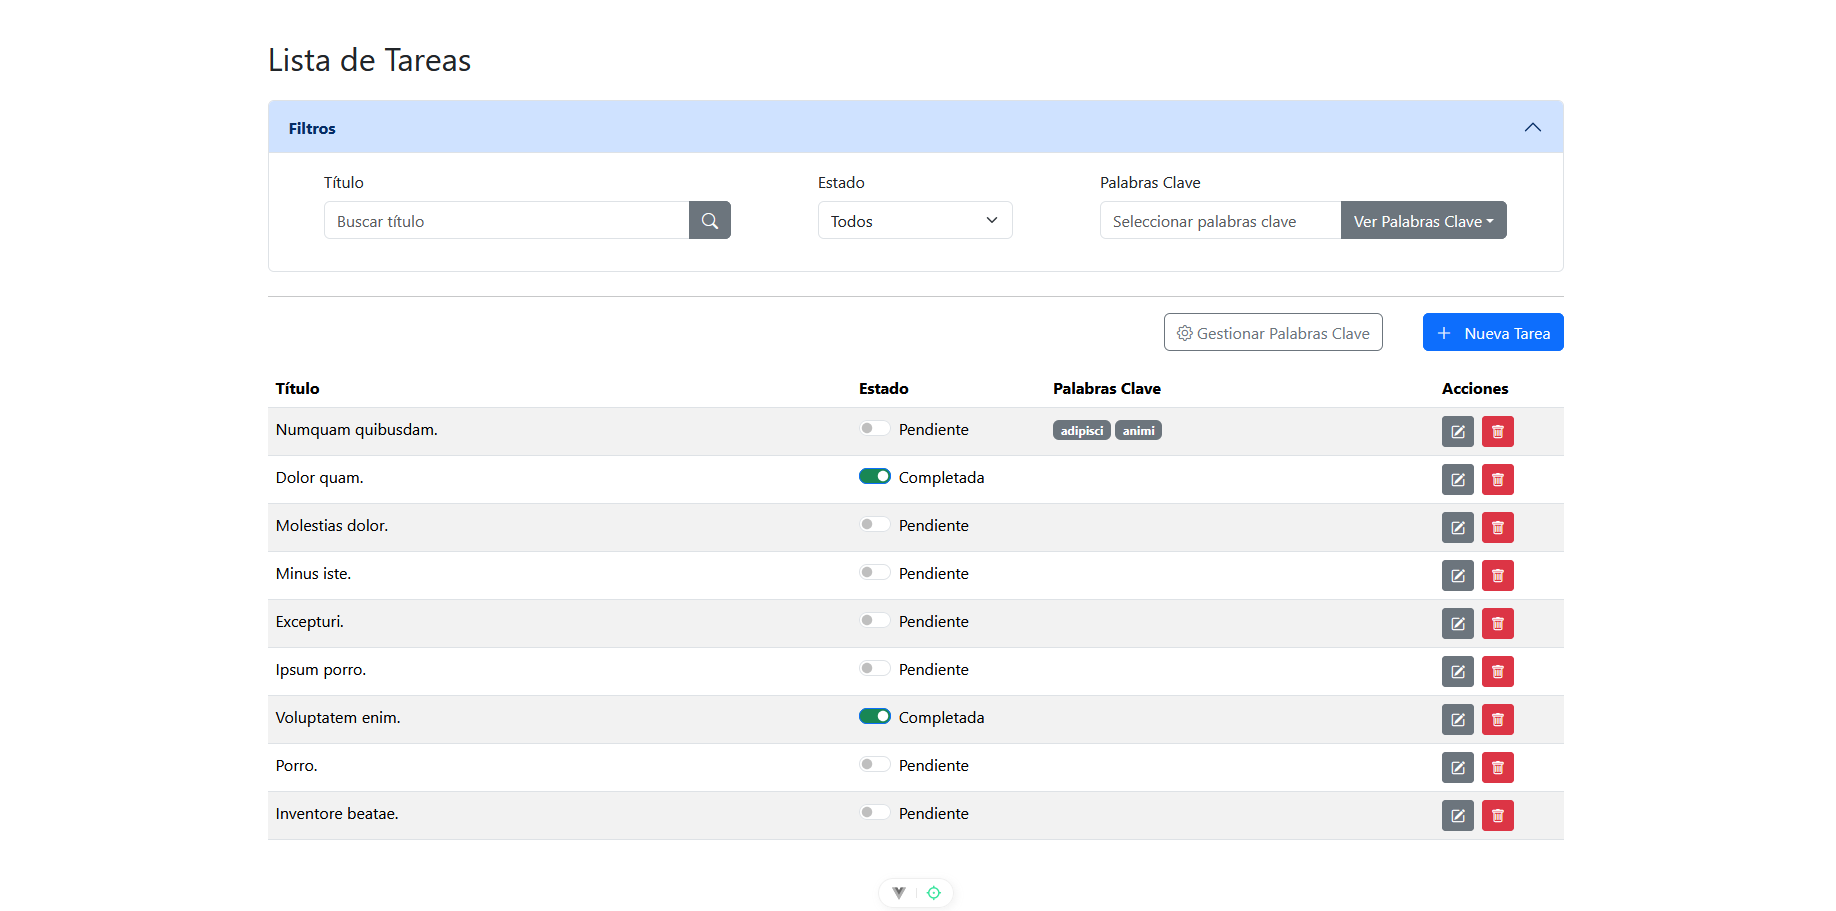 Lista de Tareas
Filtros
Título Estado Palabras Clave
Buscar título Todos Seleccionar palabras clave Ver Palabras Clave
Gestionar Palabras Clave Nueva Tarea
Título Estado Palabras Clave Acciones
Numquam quibusdam. Pendiente adipisci animi
Dolor quam. Completada
Molestias dolor. Pendiente
Minus iste. Pendiente
Excepturi. Pendiente
Ipsum porro. Pendiente
Voluptatem enim. Completada
Porro. Pendiente
Inventore beatae. Pendiente